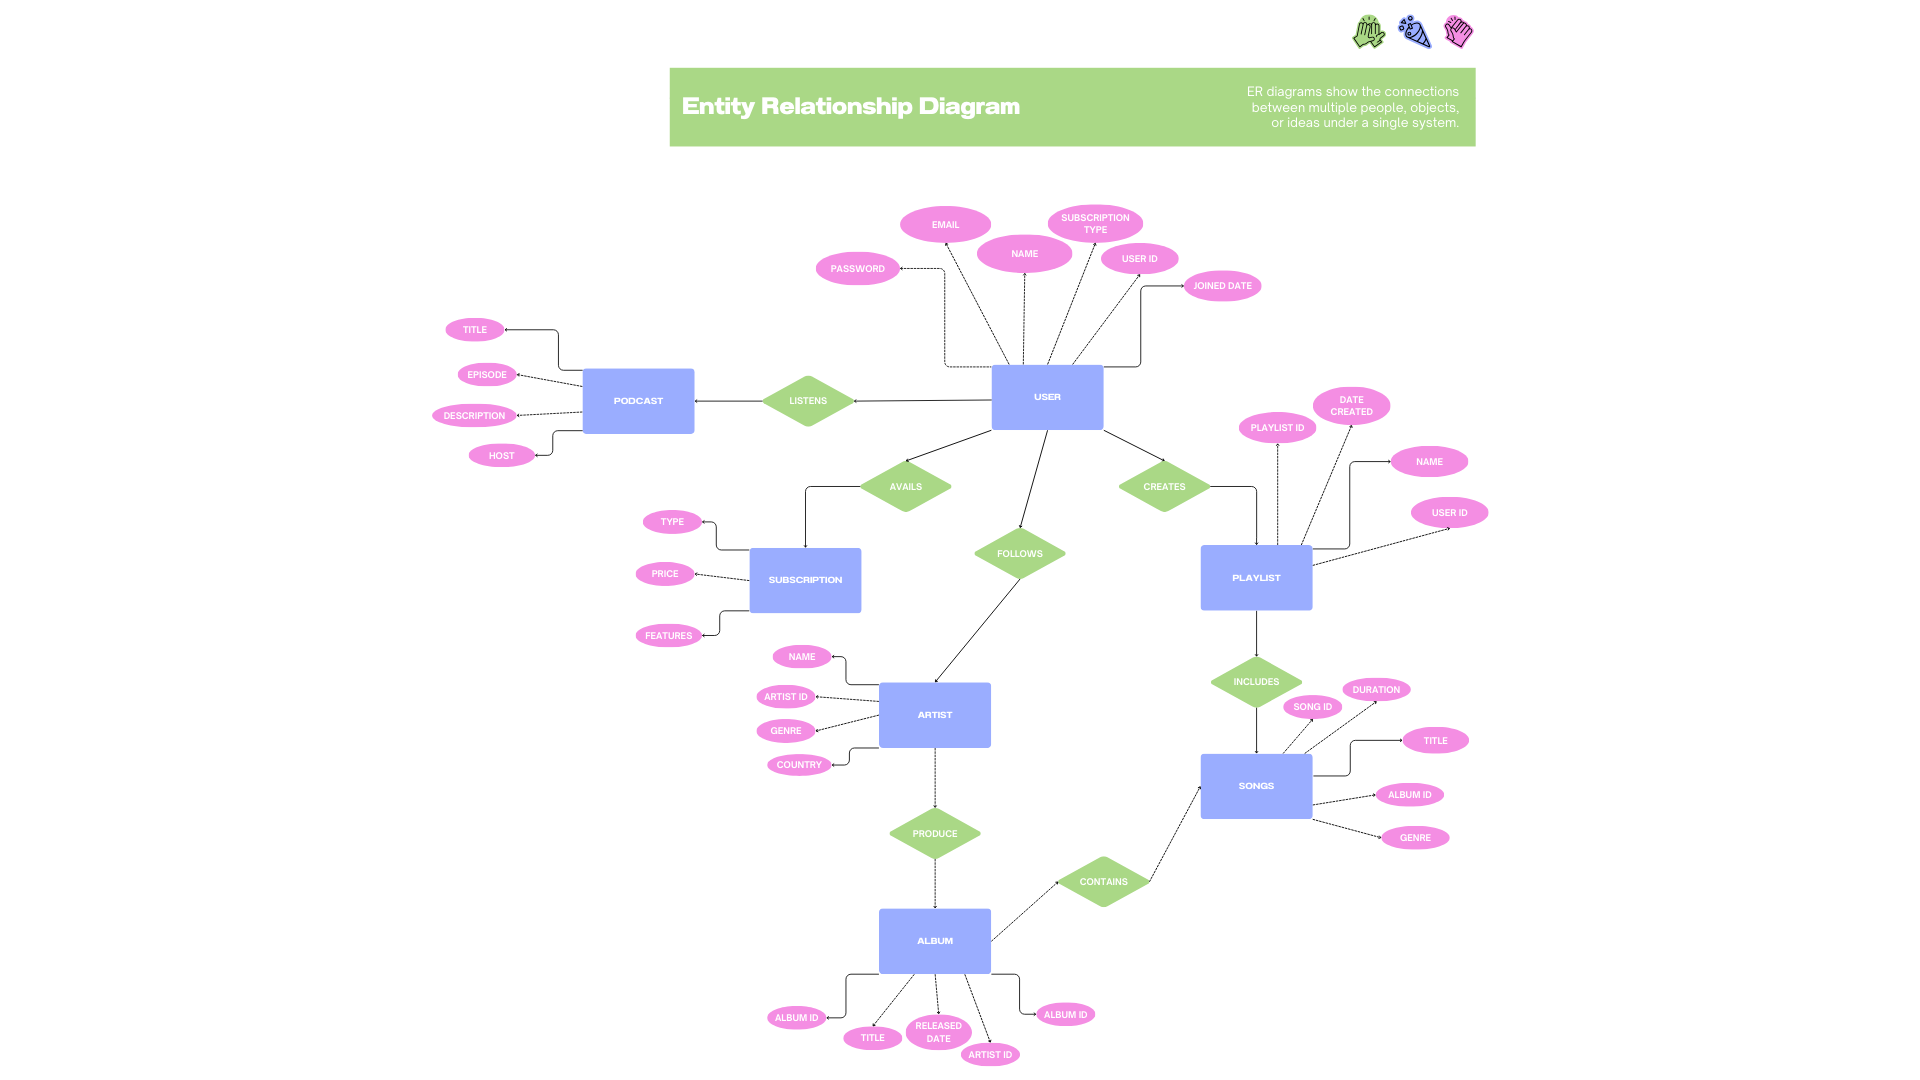 Entity Relationship Diagram
ER diagrams show the connections
between multiple people, objects,
or ideas under a single system.
EMAIL
SUBSCRIPTION
TYPE
NAME
USER ID
PASSWORD
JOINED DATE
TITLE
EPISODE
DESCRIPTION
HOST
PODCAST
LISTENS
USER
DATE
CREATED
PLAYLIST ID
NAME
USER ID
AVAILS
CREATES
FOLLOWS
TYPE
PRICE
FEATURES
SUBSCRIPTION
PLAYLIST
NAME
ARTIST ID
GENRE
COUNTRY
ARTIST
INCLUDES
SONG ID
DURATION
TITLE
ALBUM ID
GENRE
SONGS
PRODUCE
CONTAINS
ALBUM
ALBUM ID
TITLE
RELEASED
DATE
ARTIST ID
ALBUM ID